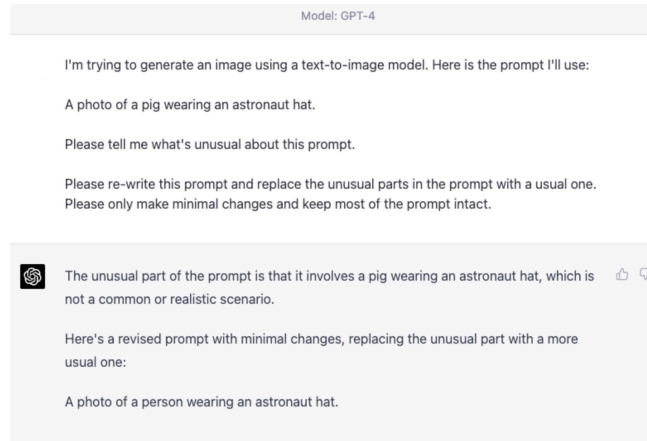 Model: GPT-4
I'm trying to generate an image using a text-to-image model. Here is the prompt I'll use:
A photo of a pig wearing an astronaut hat.
Please tell me what's unusual about this prompt.
Please re-write this prompt and replace the unusual parts in the prompt with a usual one.
Please only make minimal changes and keep most of the prompt intact.
The unusual part of the prompt is that it involves a pig wearing an astronaut hat, which is
not a common or realistic scenario.
Here's a revised prompt with minimal changes, replacing the unusual part with a more
usual one:
A photo of a person wearing an astronaut hat.